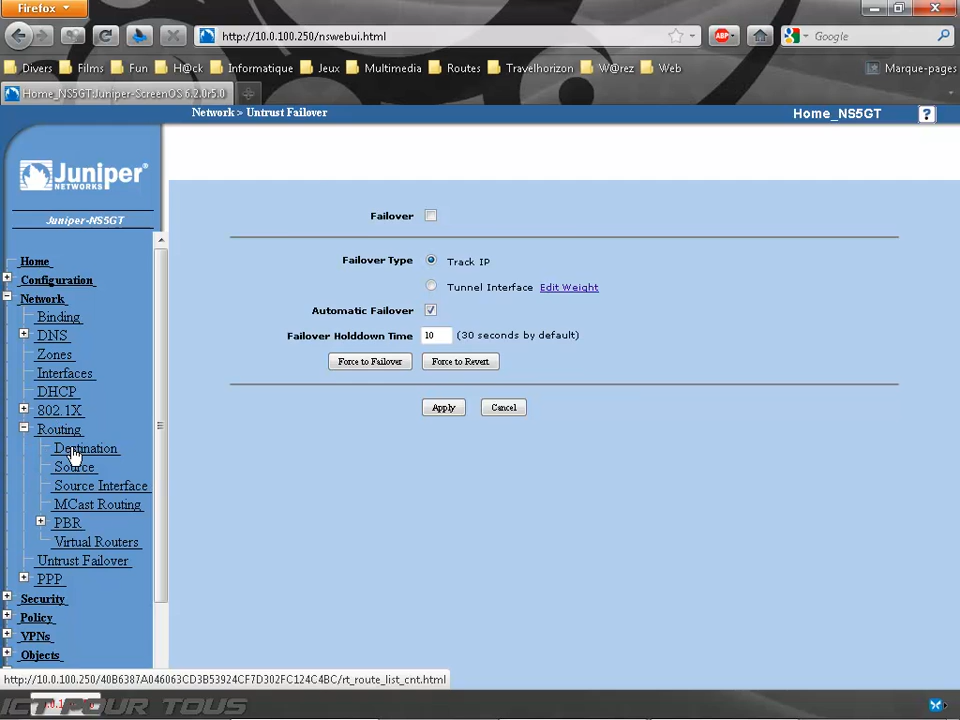 Firefox
http://10.0.100.250/nswebui.html
ABP
Google
Divers Films Fun H@ck Informatique Jeux Multimedia Routes Travelhorizon W@rez Web Marque-pages
Home_NS5GT:Juniper-ScreenOS 6.2.0r5.0
Network > Untrust Failover
Home_NS5GT
?
Juniper
NETWORKS
Juniper-NS5GT
Home
Configuration
Network
Binding
DNS
Zones
Interfaces
DHCP
802.1X
Routing
Destination
Source
Source Interface
MCast Routing
PBR
Virtual Routers
Untrust Failover
PPP
Security
Policy
VPNs
Objects
Failover
Failover Type Track IP
Tunnel Interface Edit Weight
Automatic Failover
Failover Holddown Time 10 (30 seconds by default)
Force to Failover Force to Revert
Apply Cancel
http://10.0.100.250/40B6387A046063CD3B53924CF7D302FC124C4BC/rt_route_list_cnt.html
ICT POUR TOUS